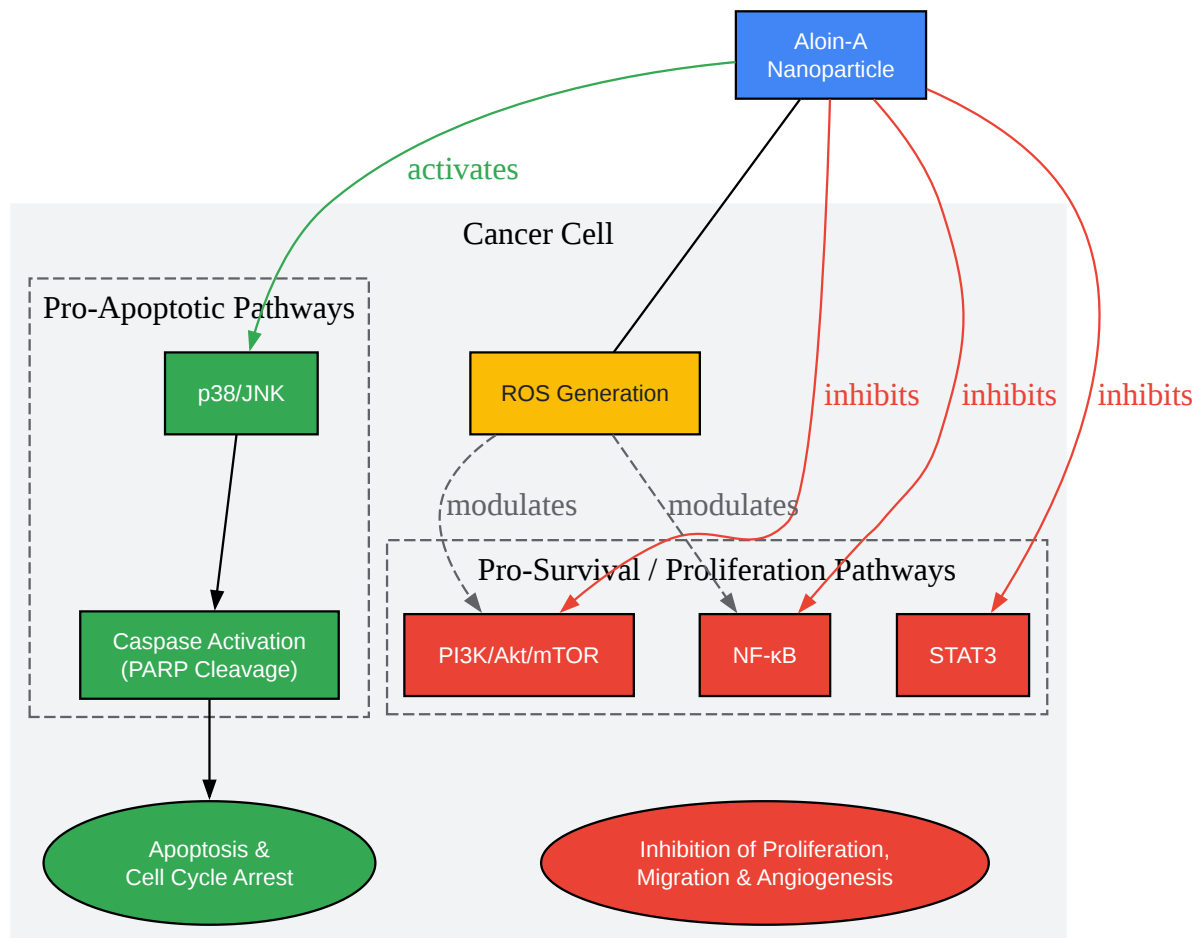 Aloin-A
Nanoparticle
activates
Cancer Cell
Pro-Apoptotic Pathways
p38/JNK
ROS Generation
inhibits
inhibits
inhibits
modulates
modulates
Pro-Survival / Proliferation Pathways
Caspase Activation
(PARP Cleavage)
PI3K/Akt/mTOR
NF-κB
STAT3
Apoptosis &
Cell Cycle Arrest
Inhibition of Proliferation,
Migration & Angiogenesis